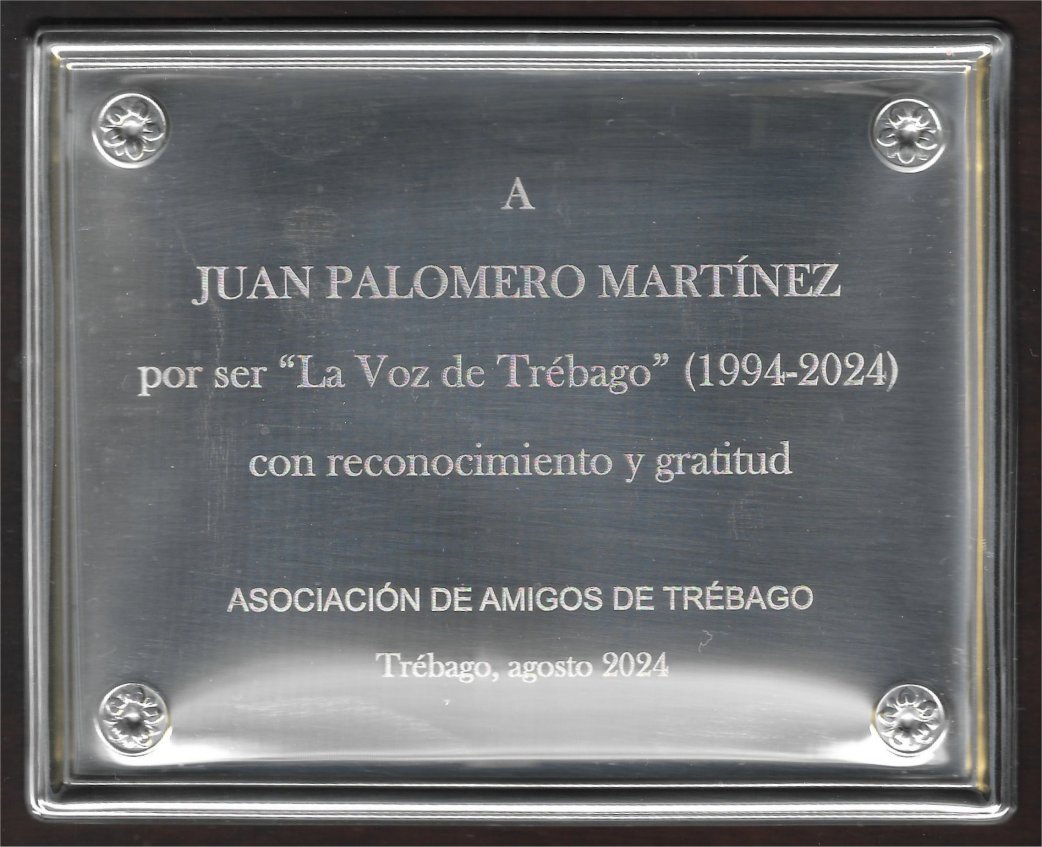 A
JUAN PALOMERO MARTÍNEZ
por ser “La Voz de Trébago” (1994-2024)
con reconocimiento y gratitud
ASOCIACIÓN DE AMIGOS DE TRÉBAGO
Trébago, agosto 2024